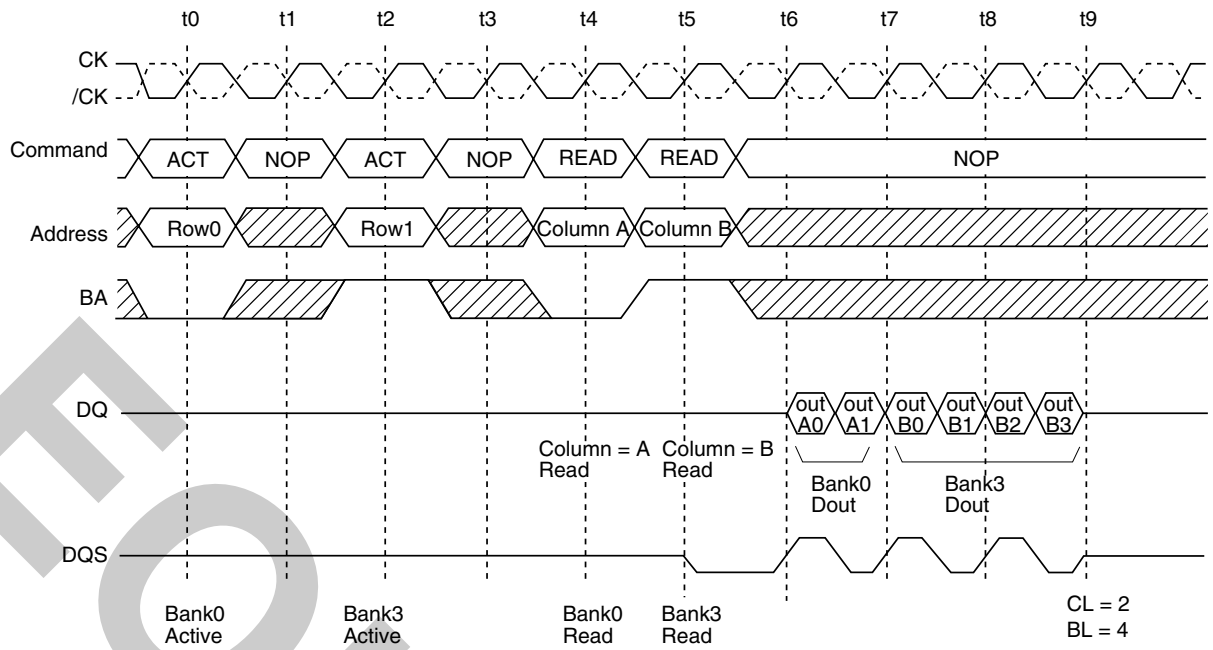 t0 t1 t2 t3 t4 t5 t6 t7 t8 t9
CK
/CK
Command ACT NOP ACT NOP READ READ NOP
Address Row0 Row1 Column A Column B
BA
DQ out out out out out out
A0 A1 B0 B1 B2 B3
Column = A Column = B
Read Read
Bank0 Bank3
Dout Dout
DQS
Bank0 Bank3 Bank0 Bank3
Active Active Read Read
CL = 2
BL = 4